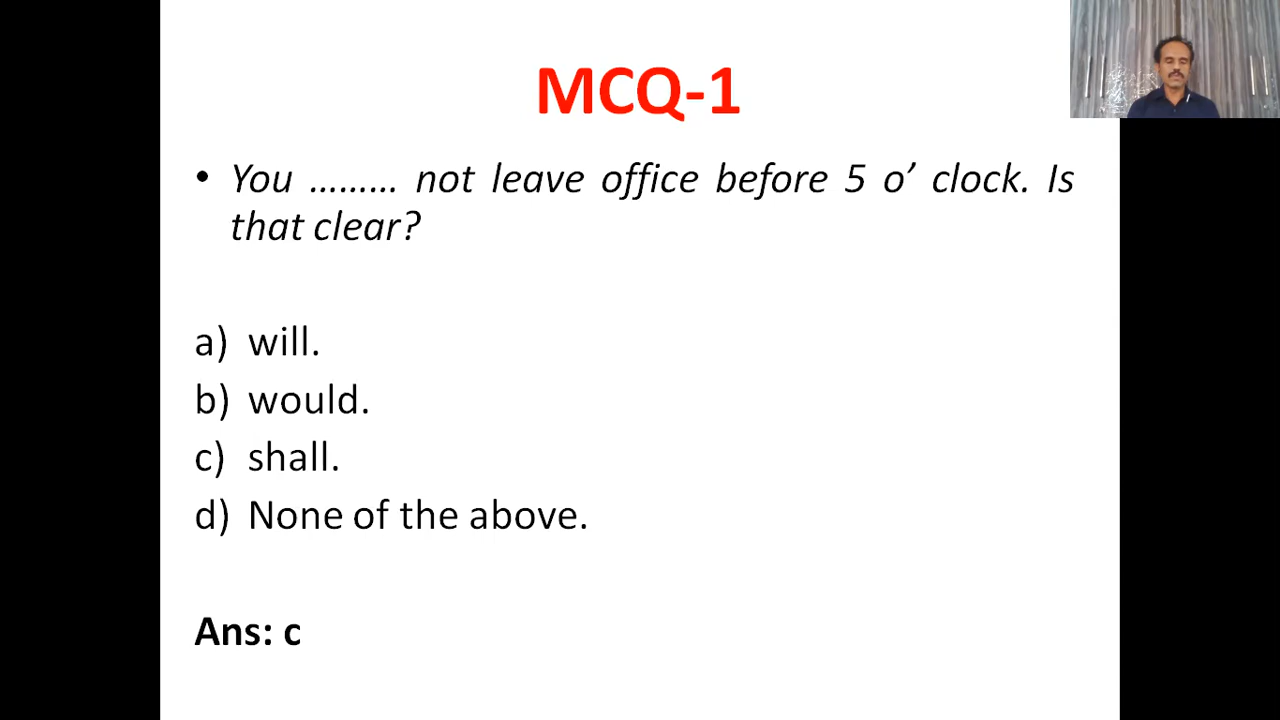 MCQ-1
• You ……… not leave office before 5 o’ clock. Is
that clear?
a) will.
b) would.
c) shall.
d) None of the above.
Ans: c